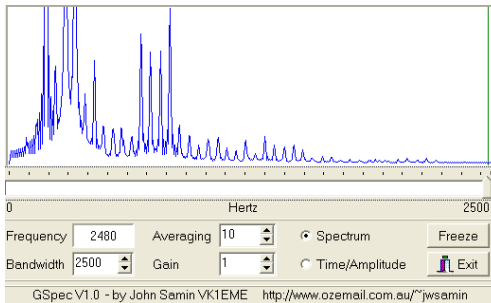 0 Hertz 2500
Frequency 2480 Averaging 10 Spectrum Freeze
Bandwidth 2500 Gain 1 Time/Amplitude Exit
GSpec V1.0 - by John Samin VK1EME http://www.ozemail.com.au/~jwsamin